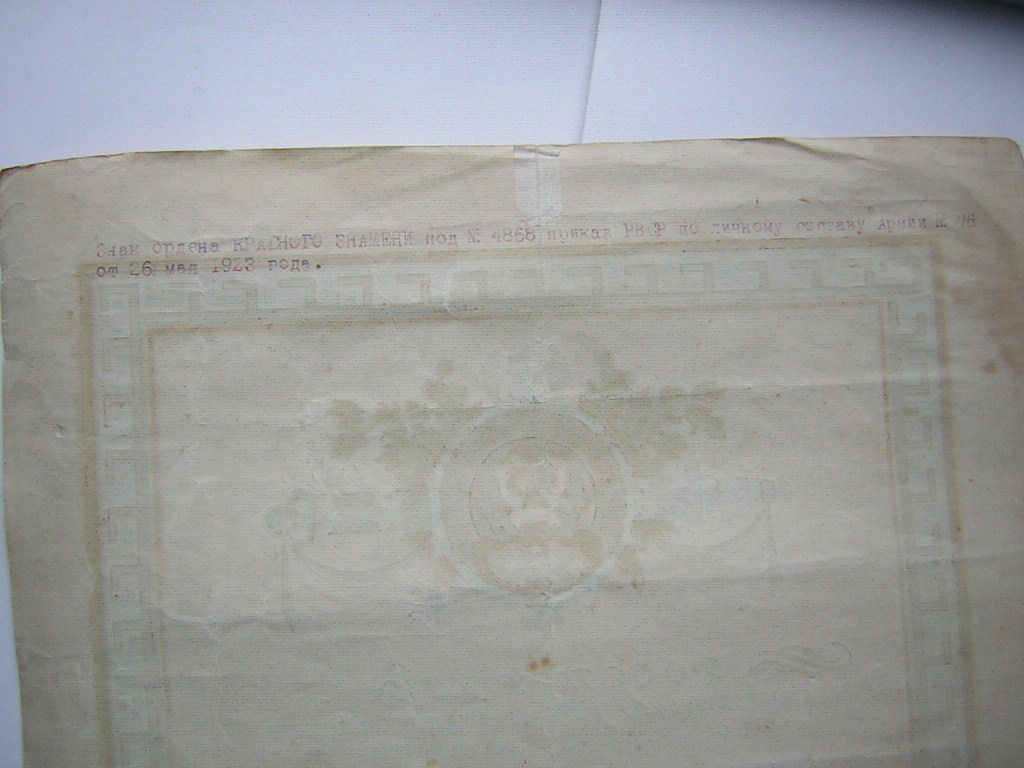 Знак ордена КРАСНОГО ЗНАМЕНИ под № 4868 приказ РВСР по личному составу Армии № 76
от 26 мая 1923 года.